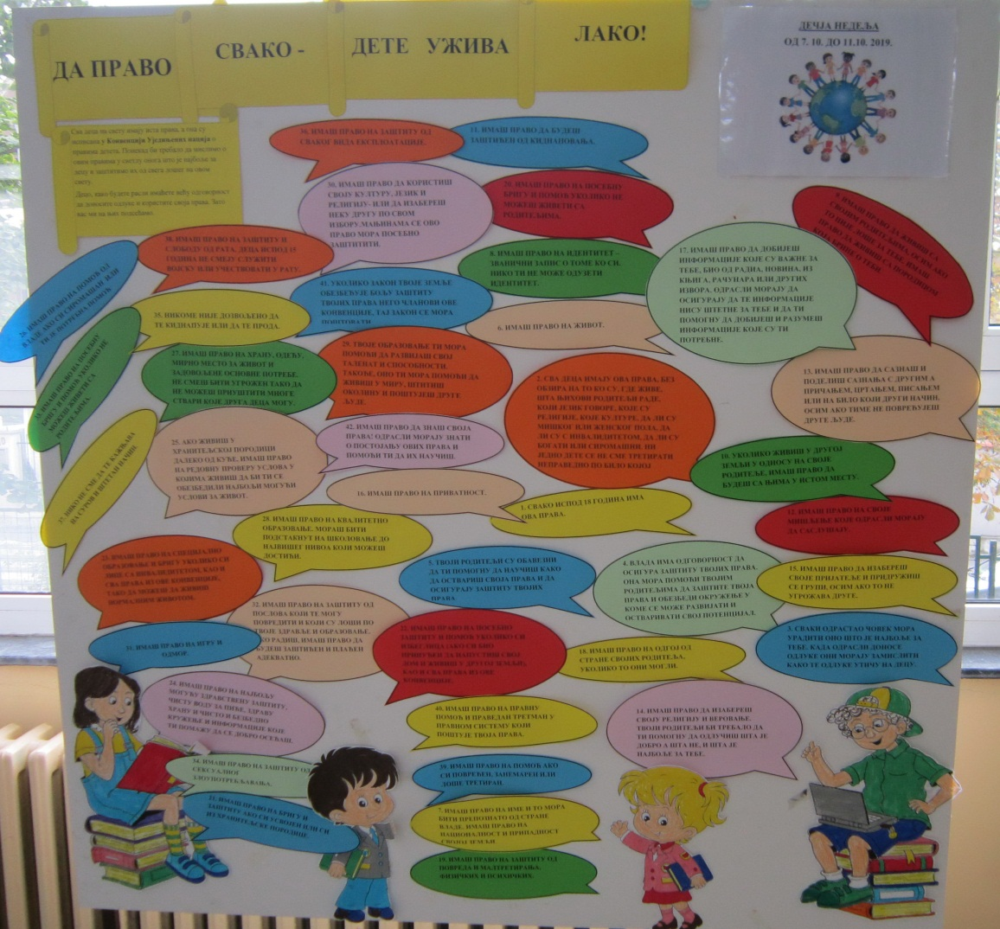 ДА ПРАВО СВАКО - ДЕТЕ УЖИВА ЛАКО!
ДЕЧЈА НЕДЕЉА
ОД 7. 10. ДО 11.10. 2019.
Сва деца на свету имају иста права, а она су
у Конвенцији Уједињених нација о
правима детета.
36. ИМАШ ПРАВО НА ЗАШТИТУ ОД
СВАКОГ ВИДА ЕКСПЛОАТАЦИЈЕ.
11. ИМАШ ПРАВО ДА БУДЕШ
ЗАШТИЋЕН ОД КИДНАПОВАЊА.
30. ИМАШ ПРАВО ДА КОРИСТИШ
СВОЈУ КУЛТУРУ, ЈЕЗИК И
РЕЛИГИЈУ- ИЛИ ДА ИЗАБЕРЕШ
НЕКУ ДРУГУ ПО СВОМ
ИЗБОРУ.МАЊИНАМА СЕ ОВО
ПРАВО МОРА ПОСЕБНО
ЗАШТИТИТИ.
20. ИМАШ ПРАВО НА ПОСЕБНУ
БРИГУ И ПОМОЋ УКОЛИКО НЕ
МОЖЕШ ЖИВЕТИ СА
РОДИТЕЉИМА.
9. ИМАШ ПРАВО ДА ЖИВИШ СА
СВОЈИМ РОДИТЕЉИМА, ОСИМ АКО
ТО НИЈЕ ЛОШЕ ЗА ТЕБЕ. ИМАШ
ПРАВО ДА ЖИВИШ СА ПОРОДИЦОМ
КОЈА БРИНЕ О ТЕБИ.
38. ИМАШ ПРАВО НА ЗАШТИТУ И
СЛОБОДУ ОД РАТА. ДЕЦА ИСПОД 15
ГОДИНА НЕ СМЕЈУ СЛУЖИТИ
ВОЈСКУ ИЛИ УЧЕСТВОВАТИ У РАТУ.
8. ИМАШ ПРАВО НА ИДЕНТИТЕТ -
ЗВАНИЧНИ ЗАПИС О ТОМЕ КО СИ.
НИКО ТИ НЕ МОЖЕ ОДУЗЕТИ
ИДЕНТИТЕТ.
17. ИМАШ ПРАВО ДА ДОБИЈЕШ
ИНФОРМАЦИЈЕ КОЈЕ СУ ВАЖНЕ ЗА
ТЕБЕ, БИО ОД РАДИА, НОВИНА, ИЗ
КЊИГА, РАЧУНАРА ИЛИ ДРУГИХ
ИЗВОРА. ОДРАСЛИ МОРАЈУ ДА
ОСИГУРАЈУ ДА ТЕ ИНФОРМАЦИЈЕ
НИСУ ШТЕТНЕ ЗА ТЕБЕ И ДА ТИ
ПОМОГНУ ДА ДОБИЈЕШ И РАЗУМЕШ
ИНФОРМАЦИЈЕ КОЈЕ СУ ТИ
ПОТРЕБНЕ.
26. ИМАШ ПРАВО НА ПОМОЋ ОД
ВЛАДЕ АКО СИ СИРОМАШАН ИЛИ
ТИ ЈЕ ПОТРЕБНА ПОМОЋ.
41. УКОЛИКО ЗАКОН ТВОЈЕ ЗЕМЉЕ
ОБЕЗБЕЂУЈЕ БОЉУ ЗАШТИТУ
ТВОЈИХ ПРАВА НЕГО ЧЛАНОВИ ОВЕ
КОНВЕНЦИЈЕ, ТАЈ ЗАКОН СЕ МОРА
ПОШТОВАТИ
35. НИКОМЕ НИЈЕ ДОЗВОЉЕНО ДА
ТЕ КИДНАПУЈЕ ИЛИ ДА ТЕ ПРОДА.
6. ИМАШ ПРАВО НА ЖИВОТ.
БРИГУ И ПОМОЋ УКОЛИКО НЕ
МОЖЕШ ЖИВЕТИ СА
РОДИТЕЉИМА.
27. ИМАШ ПРАВО НА ХРАНУ, ОДЕЋУ,
МИРНО МЕСТО ЗА ЖИВОТ И
ЗАДОВОЉЕНЕ ОСНОВНЕ ПОТРЕБЕ.
НЕ СМЕШ БИТИ УГРОЖЕН ТАКО ДА
НЕ МОЖЕШ ПРИУШТИТИ МНОГЕ
СТВАРИ КОЈЕ ДРУГА ДЕЦА МОГУ.
29. ТВОЈЕ ОБРАЗОВАЊЕ ТИ МОРА
ПОМОЋИ ДА РАЗВИЈАШ СВОЈ
ТАЛЕНАТ И СПОСОБНОСТИ.
ТАКОЂЕ, ОНО ТИ МОРА ПОМОЋИ ДА
ЖИВИШ У МИРУ, ШТИТИШ
ОКОЛИНУ И ПОШТУЈЕШ ДРУГЕ
ЉУДЕ.
2. СВА ДЕЦА ИМАЈУ ОВА ПРАВА, БЕЗ
ОБЗИРА НА ТО КО СУ, ГДЕ ЖИВЕ,
ШТА ЊИХОВИ РОДИТЕЉИ РАДЕ,
КОЈИ ЈЕЗИК ГОВОРЕ, КОЈЕ СУ
РЕЛИГИЈЕ, КОЈЕ КУЛТУРЕ, ДА ЛИ СУ
МУШКОГ ИЛИ ЖЕНСКОГ ПОЛА, ДА ЛИ
СУ С ИНВАЛИДИТЕТОМ, ДА ЛИ СУ
БОГАТИ ИЛИ СИРОМАШНИ. НИ
ЈЕДНО ДЕТЕ СЕ НЕ СМЕ ТРЕТИРАТИ
НЕПРАВЕДНО ПО БИЛО КОЈОЈ
13. ИМАШ ПРАВО ДА САЗНАШ И
ПОДЕЛИШ САЗНАЊА С ДРУГИМ А
ПРИЧАЊЕМ, ЦРТАЊЕМ, ПИСАЊЕМ
ИЛИ НА БИЛО КОЈИ ДРУГИ НАЧИН,
ОСИМ АКО ТИМЕ НЕ ПОВРЕЂУЈЕШ
ДРУГЕ ЉУДЕ.
37. НИКО НЕ СМЕ ДА ТЕ КАЖЊАВА
НА СУРОВ И ШТЕТАН НАЧИН.
25. АКО ЖИВИШ У
ХРАНИТЕЉСКОЈ ПОРОДИЦИ
ДАЛЕКО ОД КУЋЕ, ИМАШ ПРАВО
НА РЕДОВНУ ПРОВЕРУ УСЛОВА У
КОЈИМА ЖИВИШ ДА БИ ТИ СЕ
ОБЕЗБЕДИЛИ НАЈБОЉИ МОГУЋИ
УСЛОВИ ЗА ЖИВОТ.
42. ИМАШ ПРАВО ДА ЗНАШ СВОЈА
ПРАВА! ОДРАСЛИ МОРАЈУ ЗНАТИ
О ПОСТОЈАЊУ ОВИХ ПРАВА И
ПОМОЋИ ТИ ДА ИХ НАУЧИШ.
10. УКОЛИКО ЖИВИШ У ДРУГОЈ
ЗЕМЉИ У ОДНОСУ НА СВОЈЕ
РОДИТЕЉЕ, ИМАШ ПРАВО ДА
БУДЕШ СА ЊИМА У ИСТОМ МЕСТУ.
16. ИМАШ ПРАВО НА ПРИВАТНОСТ.
1. СВАКО ИСПОД 18 ГОДИНА ИМА
ОВА ПРАВА.
12. ИМАШ ПРАВО НА СВОЈЕ
МИШЉЕЊЕ КОЈЕ ОДРАСЛИ МОРАЈУ
ДА САСЛУШАЈУ.
28. ИМАШ ПРАВО НА КВАЛИТЕТНО
ОБРАЗОВАЊЕ. МОРАШ БИТИ
ПОДСТАКНУТ НА ШКОЛОВАЊЕ ДО
НАЈВИШЕГ НИВОА КОЈИ МОЖЕШ
ДОСТИЋИ.
23. ИМАШ ПРАВО НА СПЕЦИЈАЛНО
ОБРАЗОВАЊЕ И БРИГУ УКОЛИКО СИ
ЛИЦЕ СА ИНВАЛИДИТЕТОМ, КАО И
СВА ПРАВА ИЗ ОВЕ КОНВЕНЦИЈЕ,
ТАКО ДА МОЖЕШ ДА ЖИВИШ
НОРМАЛНИМ ЖИВОТОМ.
5. ТВОЈИ РОДИТЕЉИ СУ ОБАВЕЗНИ
ДА ТИ ПОМОГНУ ДА НАУЧИШ КАКО
ДА ОСТВАРИШ СВОЈА ПРАВА И ДА
ОСИГУРАЈУ ЗАШТИТУ ТВОЈИХ
ПРАВА.
4. ВЛАДА ИМА ОДГОВОРНОСТ ДА
ОСИГУРА ЗАШТИТУ ТВОЈИХ ПРАВА.
ОНА МОРА ПОМОЋИ ТВОЈИМ
РОДИТЕЉИМА ДА ЗАШТИТЕ ТВОЈА
ПРАВА И ОБЕЗБЕДИ ОКРУЖЕЊЕ У
КОМЕ СЕ МОЖЕ РАЗВИЈАТИ И
ОСТВАРИВАТИ СВОЈ ПОТЕНЦИЈАЛ.
15. ИМАШ ПРАВО ДА ИЗАБЕРЕШ
СВОЈЕ ПРИЈАТЕЉЕ И ПРИДРУЖИШ
СЕ ГРУПИ, ОСИМ АКО ТО НЕ
УГРОЖАВА ДРУГЕ.
32. ИМАШ ПРАВО НА ЗАШТИТУ ОД
ПОСЛОВА КОЈИ ТЕ МОГУ
ПОВРЕДИТИ И КОЈИ СУ ЛОШИ ПО
ТВОЈЕ ЗДРАВЉЕ И ОБРАЗОВАЊЕ.
РАДИШ, ИМАШ ПРАВО ДА
БУДЕШ ЗАШТИЋЕН И ПЛАЋЕН
АДЕКВАТНО.
31. ИМАШ ПРАВО НА ИГРУ И
ОДМОР.
22. ИМАШ ПРАВО НА ПОСЕБНО
ЗАШТИТУ И ПОМОЋ УКОЛИКО СИ
ИЗБЕГЛИЦА (АКО СИ БИО
ПРИНУЂЕН ДА НАПУСТИШ СВОЈ
ДОМ И ЖИВИШ У ДРУГОЈ ЗЕМЉИ),
КАО И СВА ПРАВА ИЗ ОВЕ
КОНВЕНЦИЈЕ.
18. ИМАШ ПРАВО НА ОДГОЈ ОД
СТРАНЕ СВОЈИХ РОДИТЕЉА,
УКОЛИКО ТО ОНИ МОГЛИ.
3. СВАКИ ОДРАСТАО ЧОВЕК МОРА
УРАДИТИ ОНО ШТО ЈЕ НАЈБОЉЕ ЗА
ТЕБЕ. КАДА ОДРАСЛИ ДОНОСЕ
ОДЛУКЕ ОНИ МОРАЈУ ЗАМИСЛИТИ
КАКО ТЕ ОДЛУКЕ УТИЧУ НА ДЕЦУ.
24. ИМАШ ПРАВО НА НАЈБОЉУ
МОГУЋУ ЗДРАВСТВЕНУ ЗАШТИТУ,
ЧИСТУ ВОДУ ЗА ПИЋЕ, ЗДРАВУ
ХРАНУ И ЧИСТО И БЕЗБЕДНО
КРУЖЕЊЕ И ИНФОРМАЦИЈЕ КОЈЕ
ТИ ПОМАЖУ ДА СЕ ДОБРО ОСЕЋАШ.
40. ИМАШ ПРАВО НА ПРАВНУ
ПОМОЋ И ПРАВЕДАН ТРЕТМАН У
ПРАВНОМ СИСТЕМУ КОЈИ
ПОШТУЈЕ ТВОЈА ПРАВА.
14. ИМАШ ПРАВО ДА ИЗАБЕРЕШ
СВОЈУ РЕЛИГИЈУ И ВЕРОВАЊЕ.
ТВОЈИ РОДИТЕЉИ БИ ТРЕБАЛО ДА
ТИ ПОМОГНУ ДА ОДЛУЧИШ ШТА ЈЕ
ДОБРО А ШТА НЕ, И ШТА ЈЕ
НАЈБОЉЕ ЗА ТЕБЕ.
34. ИМАШ ПРАВО НА ЗАШТИТУ ОД
СЕКСУАЛНОГ
ЗЛОУПОТРЕБЉАВАЊА.
39. ИМАШ ПРАВО НА ПОМОЋ АКО
СИ ПОВРЕЂЕН, ЗАНЕМАРЕН ИЛИ
ЛОШЕ ТРЕТИРАН.
ИМАШ ПРАВО НА БРИГУ И
ЗАШТИТУ АКО СИ УСВОЈЕН ИЛИ СИ
ИЗ ХРАНИТЕЉСКЕ ПОРОДИЦЕ.
7. ИМАШ ПРАВО НА ИМЕ И ТО МОРА
БИТИ ПРЕПОЗНАТО ОД СТРАНЕ
ВЛАДЕ. ИМАШ ПРАВО НА
НАЦИОНАЛНОСТ И ПРИПАДНОСТ
СВОЈОЈ ЗЕМЉИ.
19. ИМАШ ПРАВО НА ЗАШТИТУ ОД
ПОВРЕДА И МАЛТРЕТИРАЊА,
ФИЗИЧКИХ И ПСИХИЧКИХ.